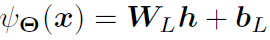 ψ_Θ(x) = W_L h + b_L